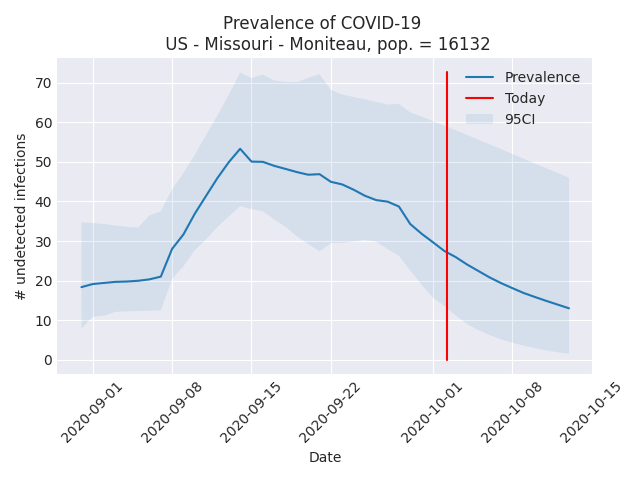 Prevalence of COVID-19
US - Missouri - Moniteau, pop. = 16132
Prevalence
Today
95CI
# undetected infections
70
60
50
40
30
20
10
0
2020-09-01
2020-09-08
2020-09-15
2020-09-22
2020-10-01
2020-10-08
2020-10-15
Date